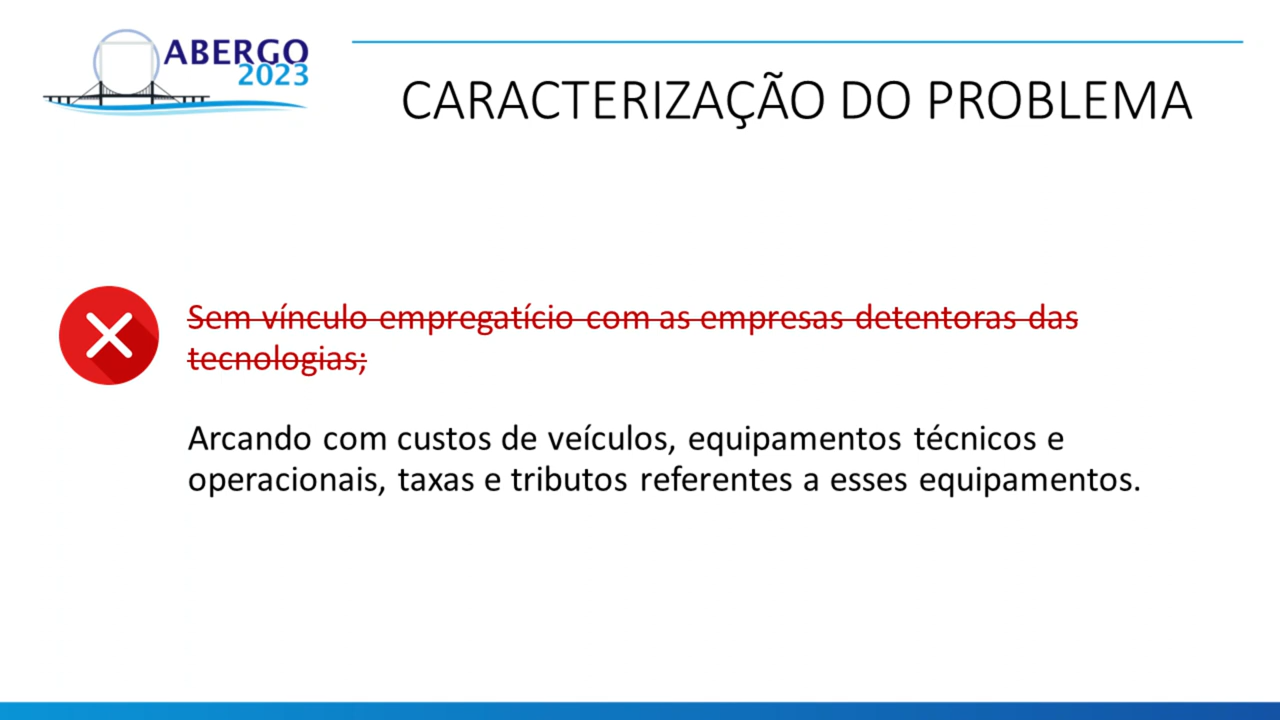 ABERGO
2023
CARACTERIZAÇÃO DO PROBLEMA
Sem vínculo empregatício com as empresas detentoras das
tecnologias;
Arcando com custos de veículos, equipamentos técnicos e
operacionais, taxas e tributos referentes a esses equipamentos.